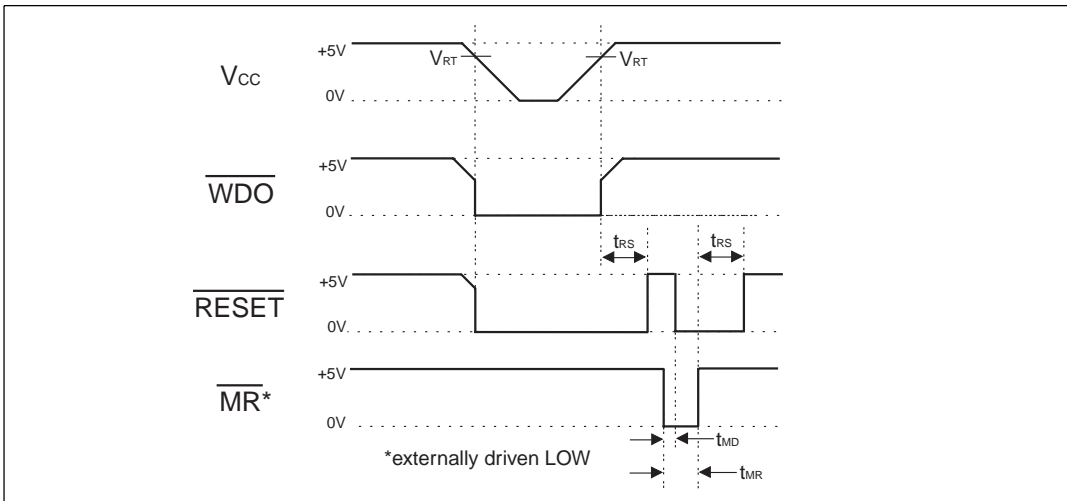 +5V
VRT
VRT
VCC
0V
+5V
WDO
0V
tRS
tRS
+5V
RESET
0V
+5V
MR*
0V
tMD
*externally driven LOW
tMR